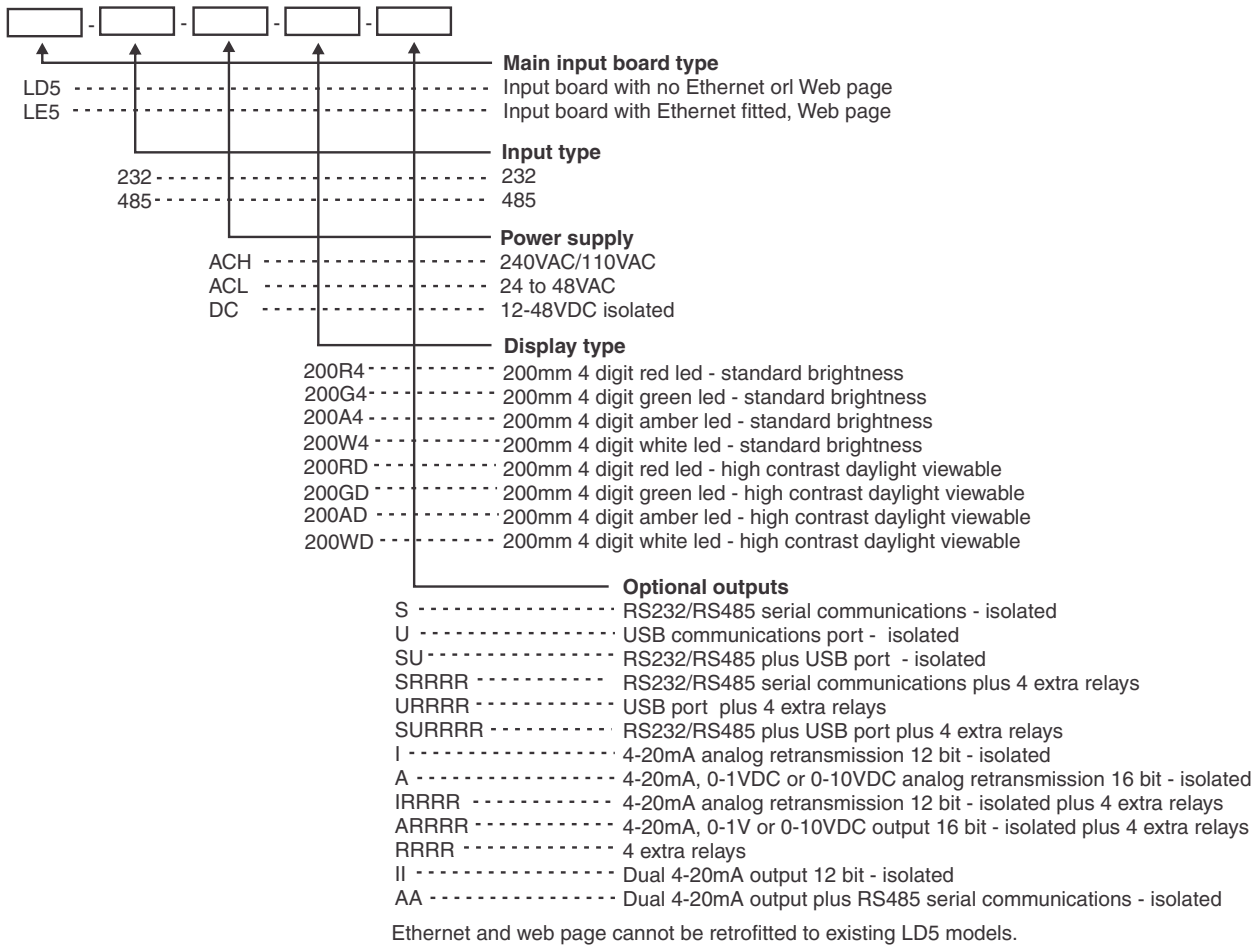 - - - -
Main input board type
LD5 Input board with no Ethernet orl Web page
LE5 Input board with Ethernet fitted, Web page
Input type
232 232
485 485
Power supply
ACH 240VAC/110VAC
ACL 24 to 48VAC
DC 12-48VDC isolated
Display type
200R4 200mm 4 digit red led - standard brightness
200G4 200mm 4 digit green led - standard brightness
200A4 200mm 4 digit amber led - standard brightness
200W4 200mm 4 digit white led - standard brightness
200RD 200mm 4 digit red led - high contrast daylight viewable
200GD 200mm 4 digit green led - high contrast daylight viewable
200AD 200mm 4 digit amber led - high contrast daylight viewable
200WD 200mm 4 digit white led - high contrast daylight viewable
Optional outputs
S RS232/RS485 serial communications - isolated
U USB communications port - isolated
SU RS232/RS485 plus USB port - isolated
SRRRR RS232/RS485 serial communications plus 4 extra relays
URRRR USB port plus 4 extra relays
SURRRR RS232/RS485 plus USB port plus 4 extra relays
I 4-20mA analog retransmission 12 bit - isolated
A 4-20mA, 0-1VDC or 0-10VDC analog retransmission 16 bit - isolated
IRRRR 4-20mA analog retransmission 12 bit - isolated plus 4 extra relays
ARRRR 4-20mA, 0-1V or 0-10VDC output 16 bit - isolated plus 4 extra relays
RRRR 4 extra relays
II Dual 4-20mA output 12 bit - isolated
AA Dual 4-20mA output plus RS485 serial communications - isolated
Ethernet and web page cannot be retrofitted to existing LD5 models.